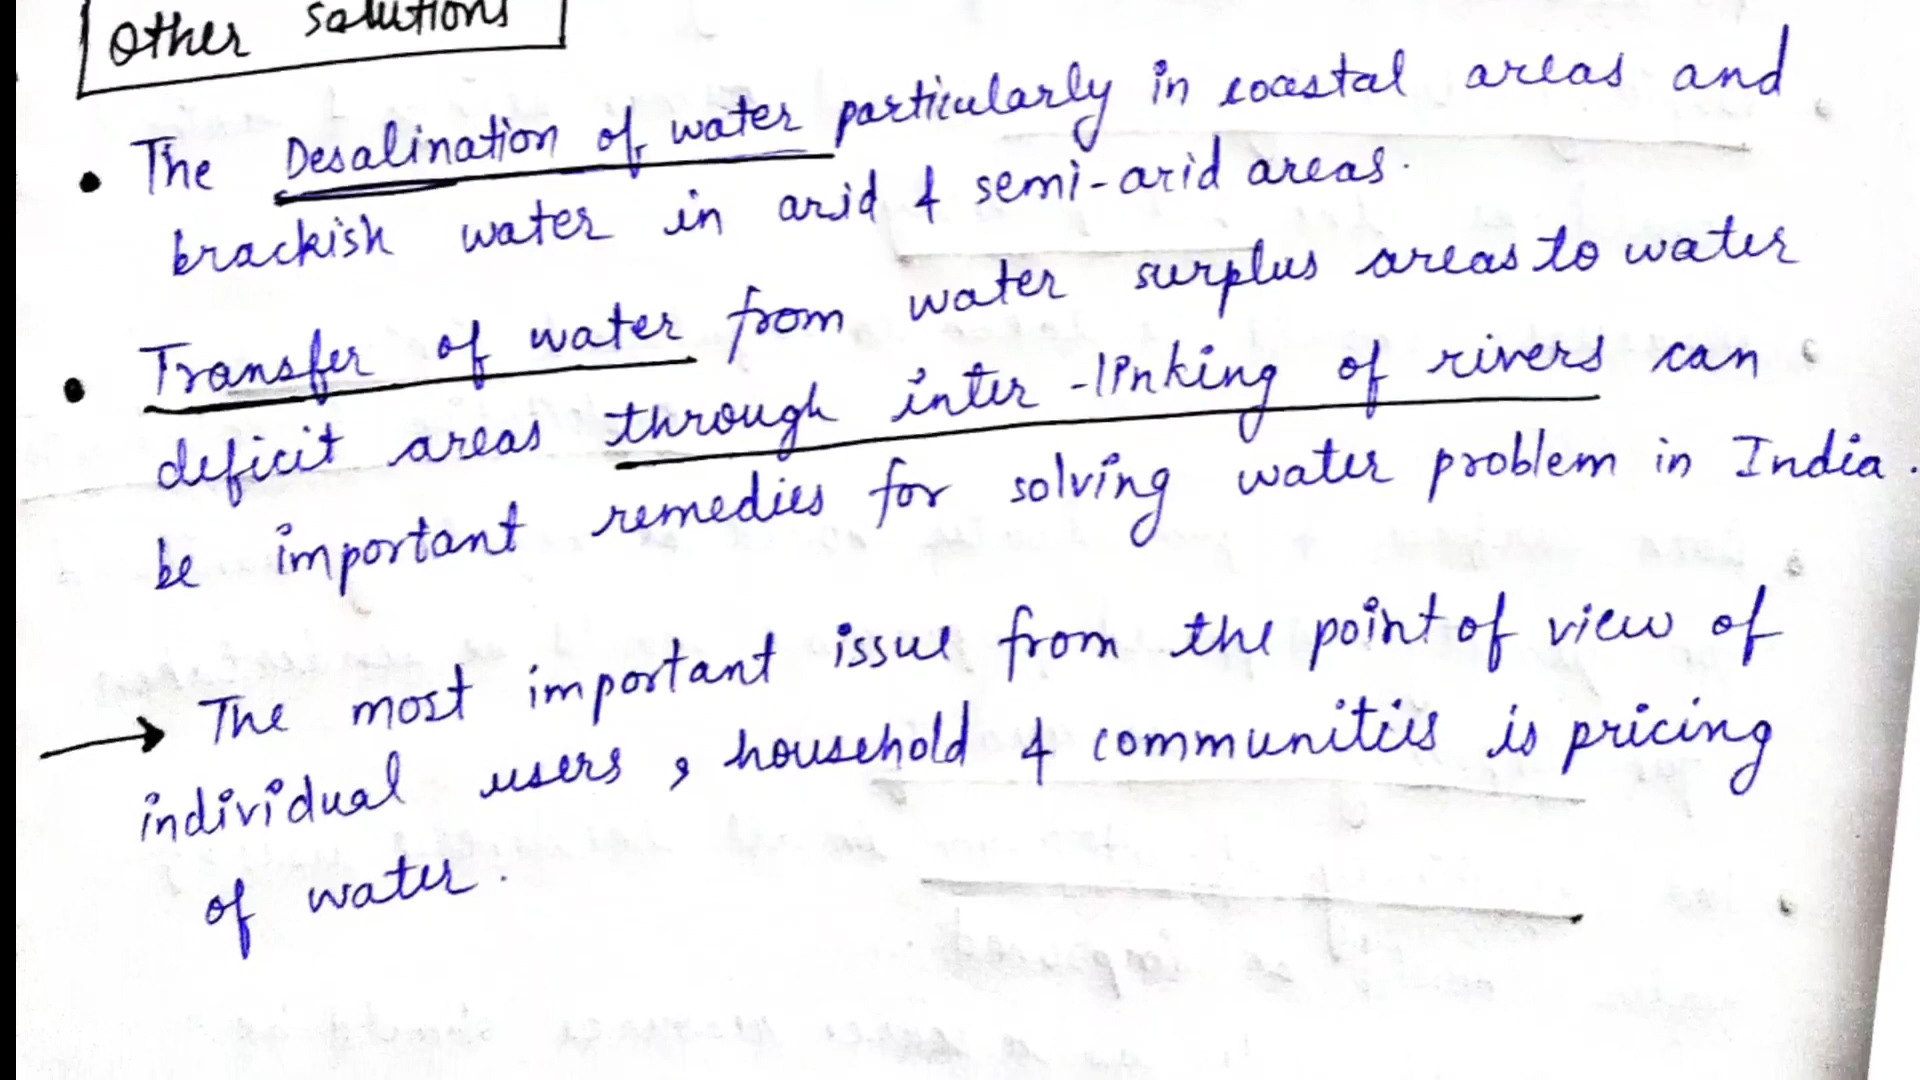 Other solutions
• The Desalination of water particularly in coastal areas and
brackish water in arid & semi-arid areas.
• Transfer of water from water surplus areas to water
deficit areas through inter-linking of rivers can
be important remedies for solving water problem in India.
→ The most important issue from the point of view of
individual users, household & communities is pricing
of water.